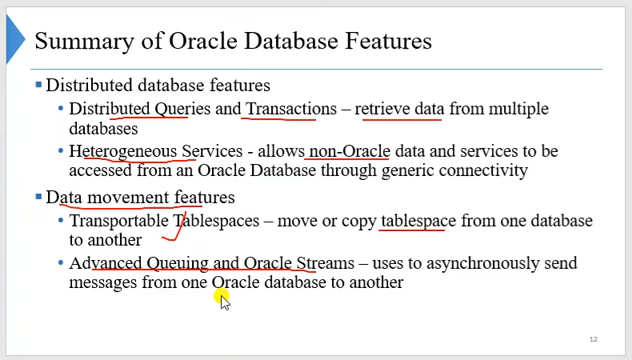 Summary of Oracle Database Features
▪ Distributed database features
• Distributed Queries and Transactions – retrieve data from multiple
databases
• Heterogeneous Services - allows non-Oracle data and services to be
accessed from an Oracle Database through generic connectivity
▪ Data movement features
• Transportable Tablespaces – move or copy tablespace from one database
to another
• Advanced Queuing and Oracle Streams – uses to asynchronously send
messages from one Oracle database to another
12